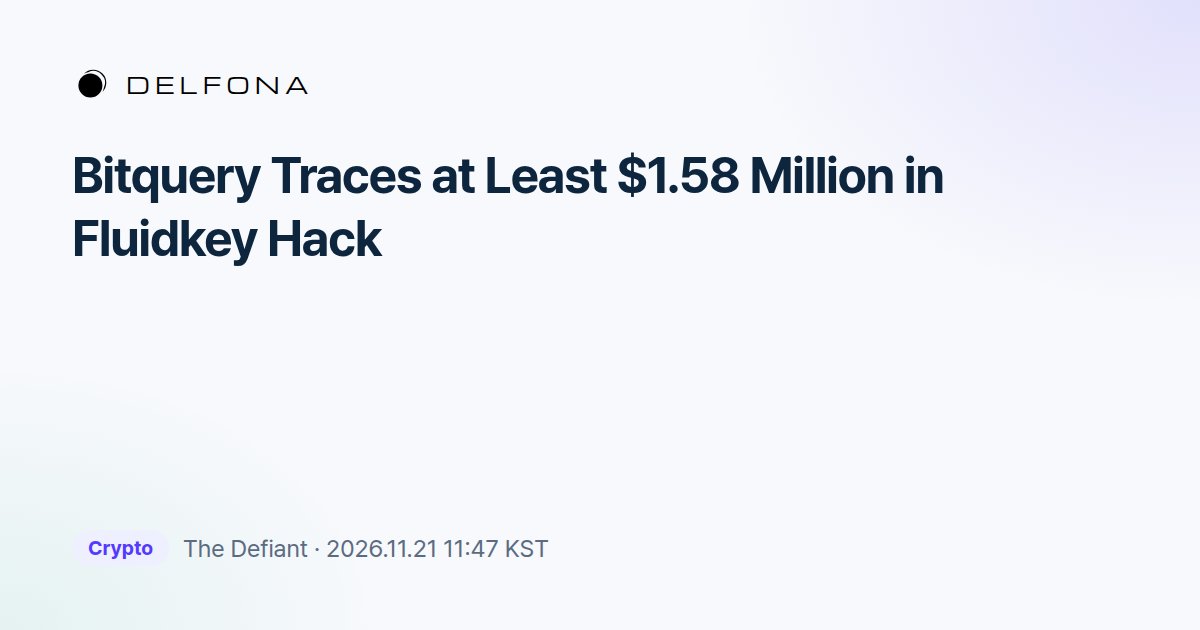 DELFONA
Bitquery Traces at Least $1.58 Million in
Fluidkey Hack
Crypto The Defiant · 2026.11.21 11:47 KST